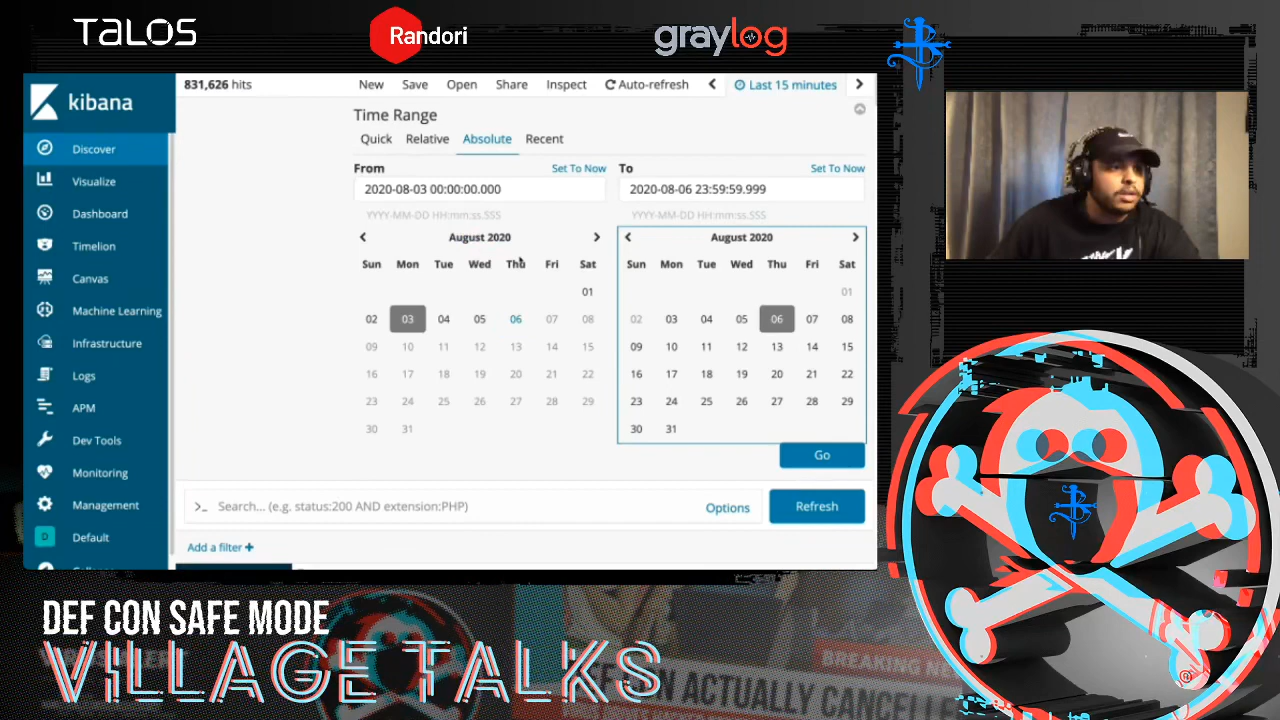 TALOS
Randori
graylog
kibana
831,626 hits
New Save Open Share Inspect Auto-refresh Last 15 minutes
Time Range
Quick Relative Absolute Recent
From Set To Now To Set To Now
2020-08-03 00:00:00.000 2020-08-06 23:59:59.999
YYYY-MM-DD HH:mm:ss.SSS YYYY-MM-DD HH:mm:ss.SSS
August 2020 August 2020
Sun Mon Tue Wed Thu Fri Sat Sun Mon Tue Wed Thu Fri Sat
01 01
02 03 04 05 06 07 08 02 03 04 05 06 07 08
09 10 11 12 13 14 15 09 10 11 12 13 14 15
16 17 18 19 20 21 22 16 17 18 19 20 21 22
23 24 25 26 27 28 29 23 24 25 26 27 28 29
30 31 30 31
Go
>_ Search... (e.g. status:200 AND extension:PHP) Options Refresh
Add a filter +
Discover
Visualize
Dashboard
Timelion
Canvas
Machine Learning
Infrastructure
Logs
APM
Dev Tools
Monitoring
Management
D Default
DEF CON SAFE MODE
VILLAGE TALKS
BREAKING
ACTUALLY